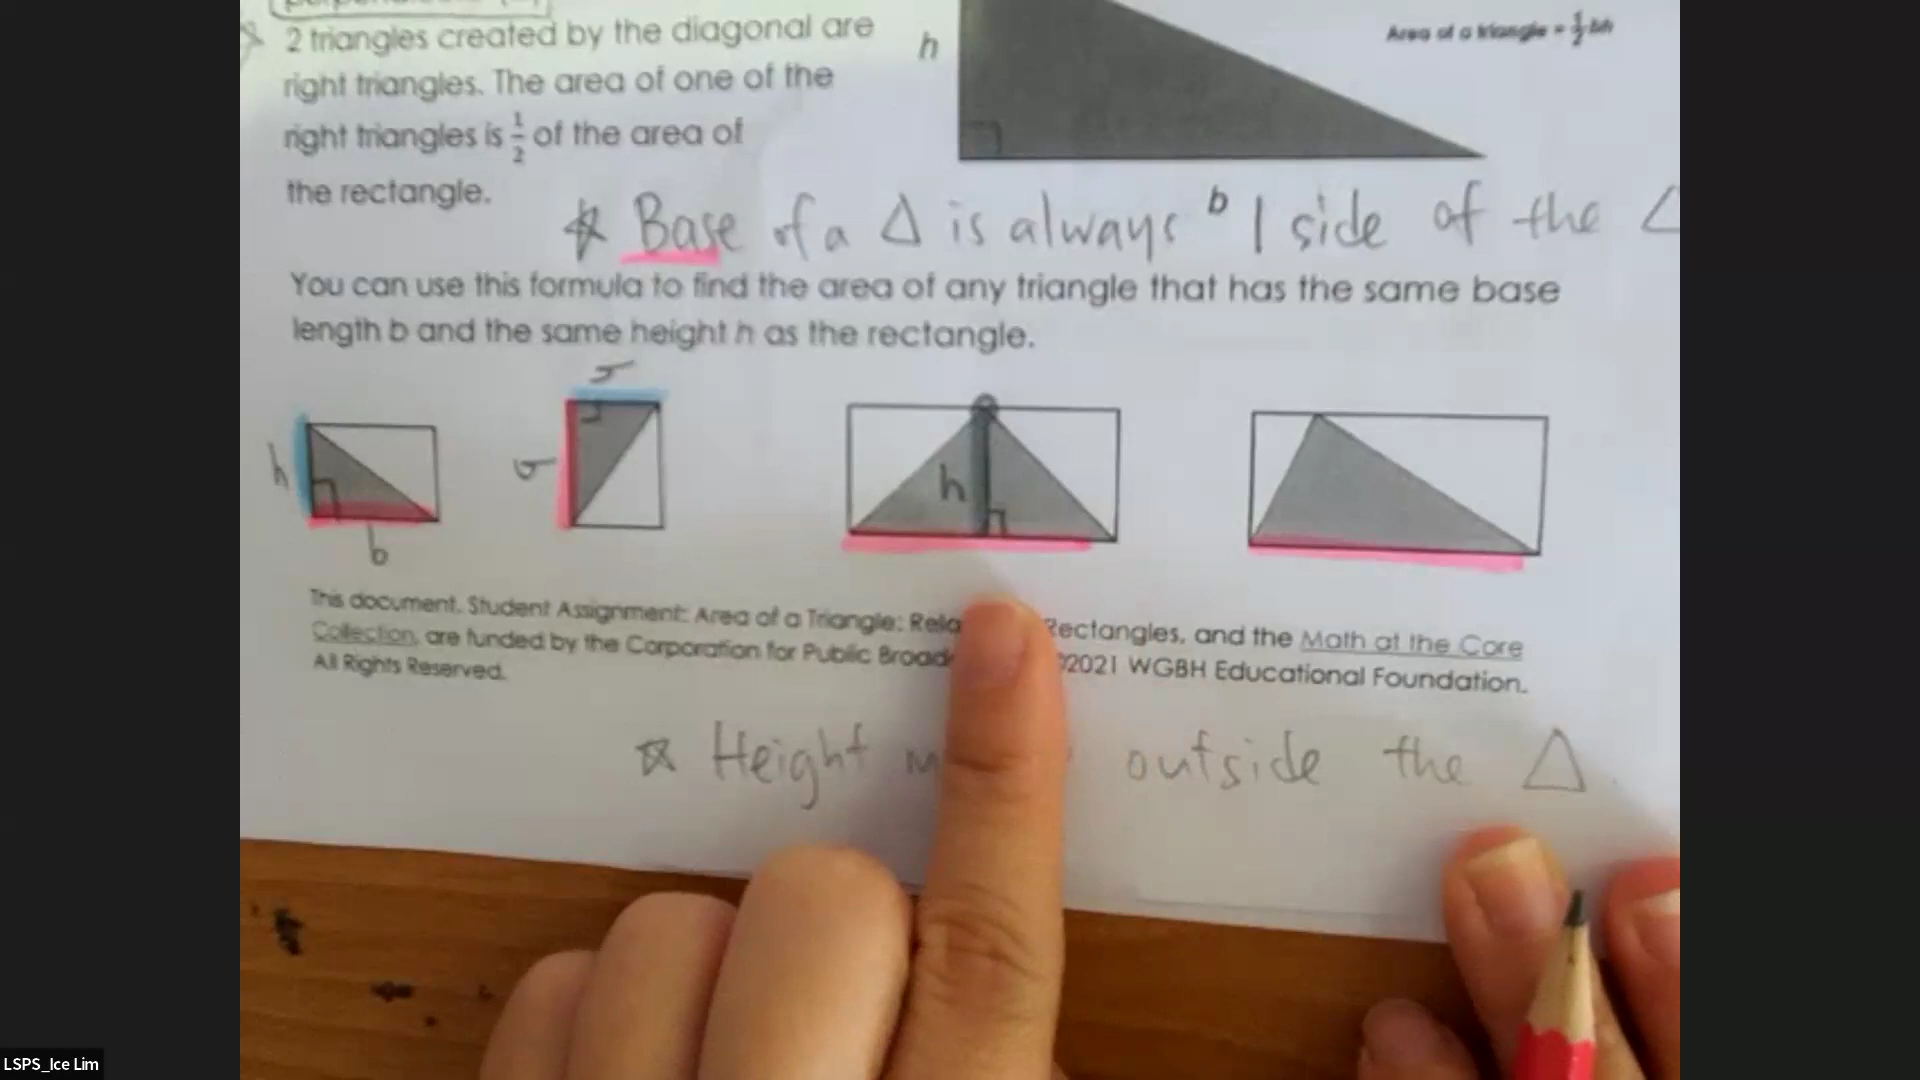 2 triangles created by the diagonal are
right triangles. The area of one of the
right triangles is 1/2 of the area of
the rectangle.
h
Area of a triangle = 1/2 bh
b
☆ Base of a △ is always 1 side of the △
You can use this formula to find the area of any triangle that has the same base
length b and the same height h as the rectangle.
h
b
h
This document, Student Assignment: Area of a Triangle: Rectangles, and the Math at the Core
Collection, are funded by the Corporation for Public 2021 WGBH Educational Foundation.
All Rights Reserved.
☆ Height outside the △
LSPS_Ice Lim